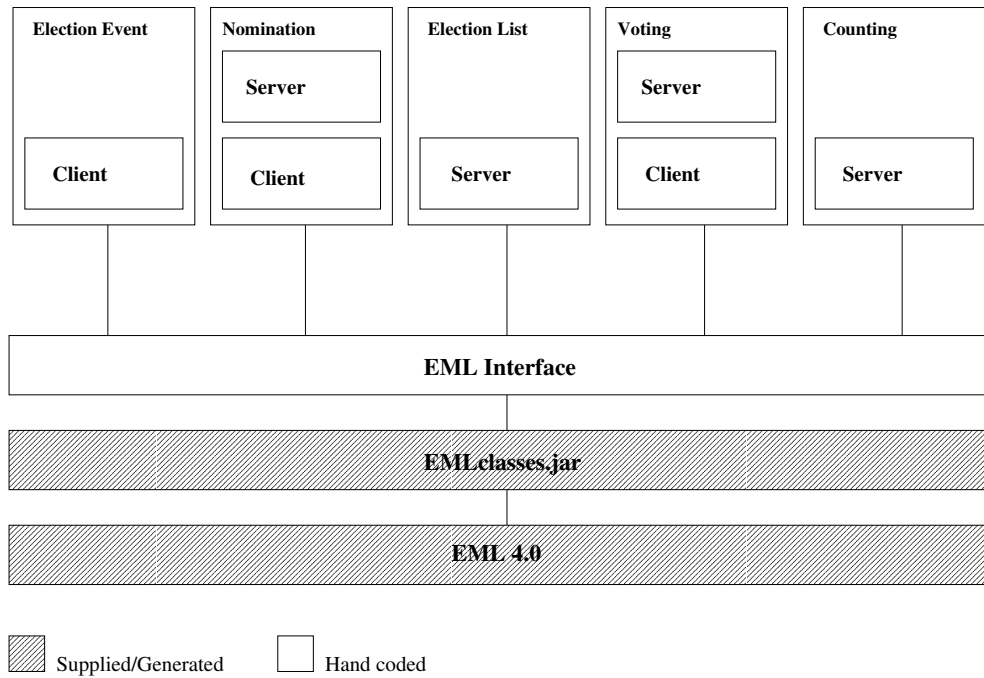 Election Event
Client
Nomination
Server
Client
Election List
Server
Voting
Server
Client
Counting
Server
EML Interface
EMLclasses.jar
EML 4.0
Supplied/Generated
Hand coded